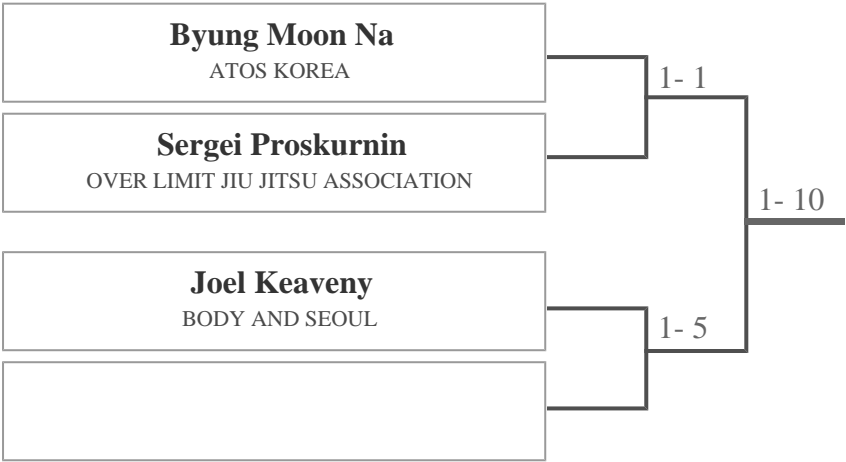 Byung Moon Na
ATOS KOREA
1- 1
Sergei Proskurnin
OVER LIMIT JIU JITSU ASSOCIATION
1- 10
Joel Keaveny
BODY AND SEOUL
1- 5